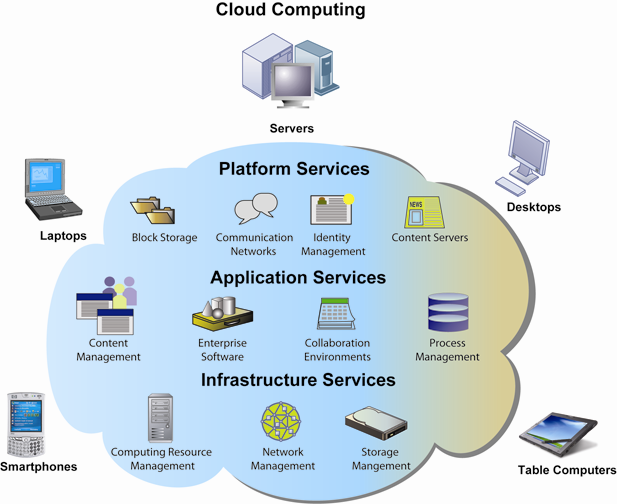 Cloud Computing
Servers
Laptops
Desktops
Platform Services
Block Storage
Communication
Networks
Identity
Management
NEWS
Content Servers
Application Services
Content
Management
Enterprise
Software
Collaboration
Environments
Process
Management
Infrastructure Services
Computing Resource
Management
Network
Management
Storage
Mangement
Smartphones
Table Computers